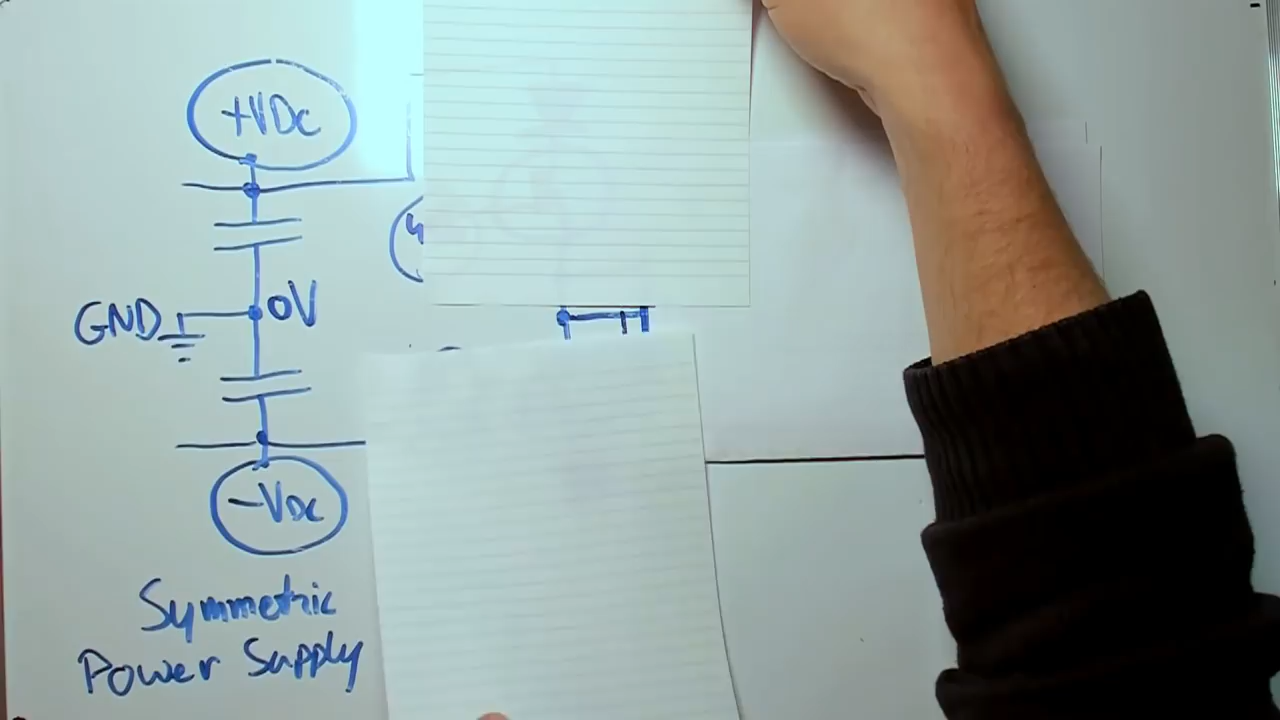 +VDC
GND
0V
-VDC
Symmetric
Power Supply